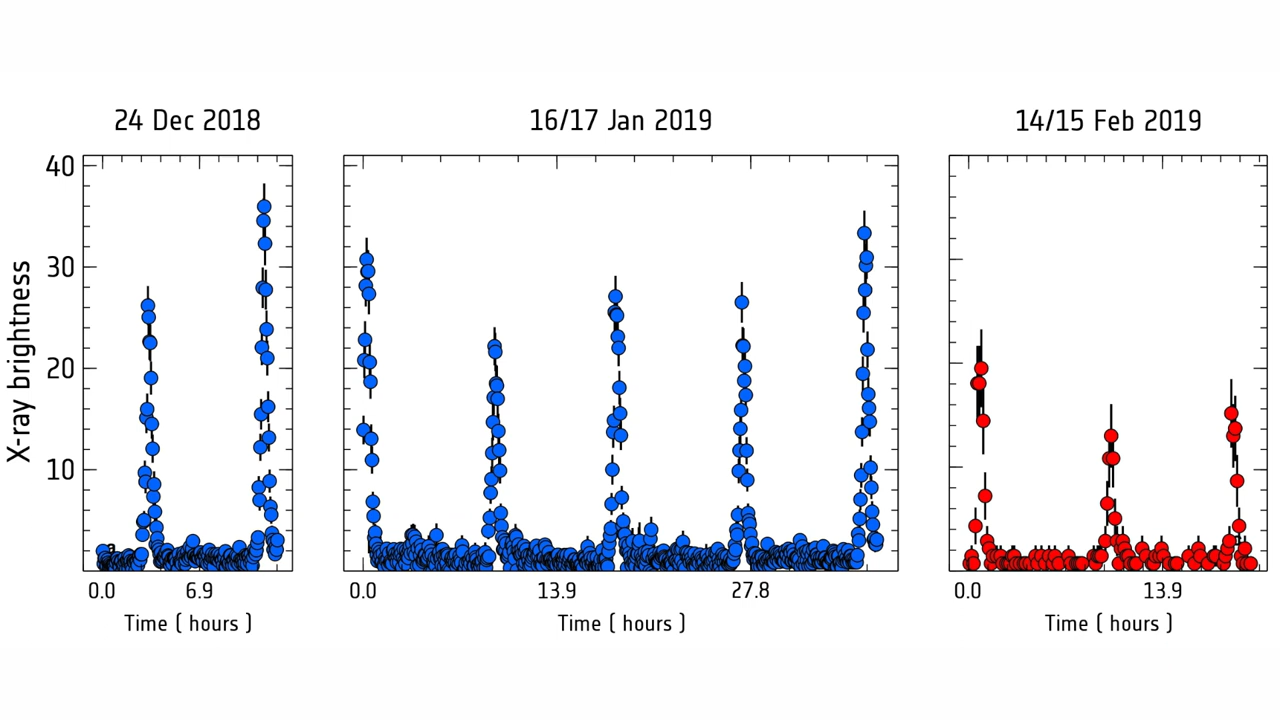 24 Dec 2018
16/17 Jan 2019
14/15 Feb 2019
X-ray brightness
40
30
20
10
0.0 6.9
0.0 13.9 27.8
0.0 13.9
Time ( hours )
Time ( hours )
Time ( hours )